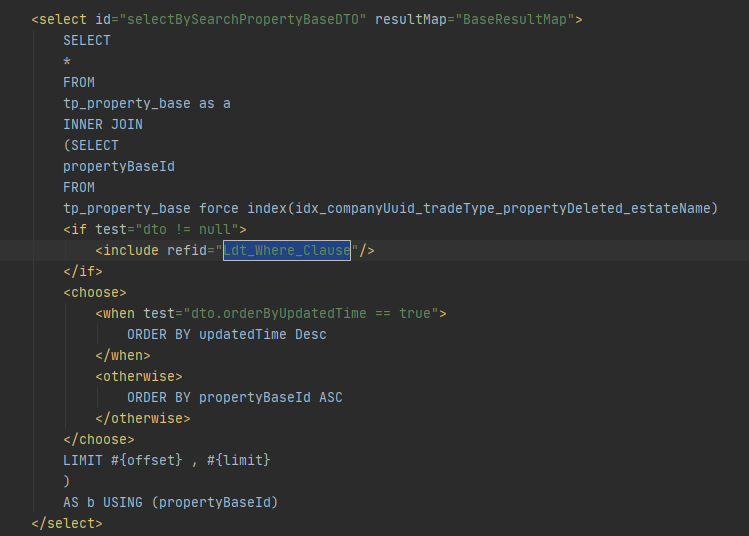 <select id="selectBySearchPropertyBaseDTO" resultMap="BaseResultMap">
SELECT
*
FROM
tp_property_base as a
INNER JOIN
(SELECT
propertyBaseId
FROM
tp_property_base force index(idx_companyUuid_tradeType_propertyDeleted_estateName)
<if test="dto != null">
<include refid="Ldt_Where_Clause"/>
</if>
<choose>
<when test="dto.orderByUpdatedTime == true">
ORDER BY updatedTime Desc
</when>
<otherwise>
ORDER BY propertyBaseId ASC
</otherwise>
</choose>
LIMIT #{offset} , #{limit}
)
AS b USING (propertyBaseId)
</select>